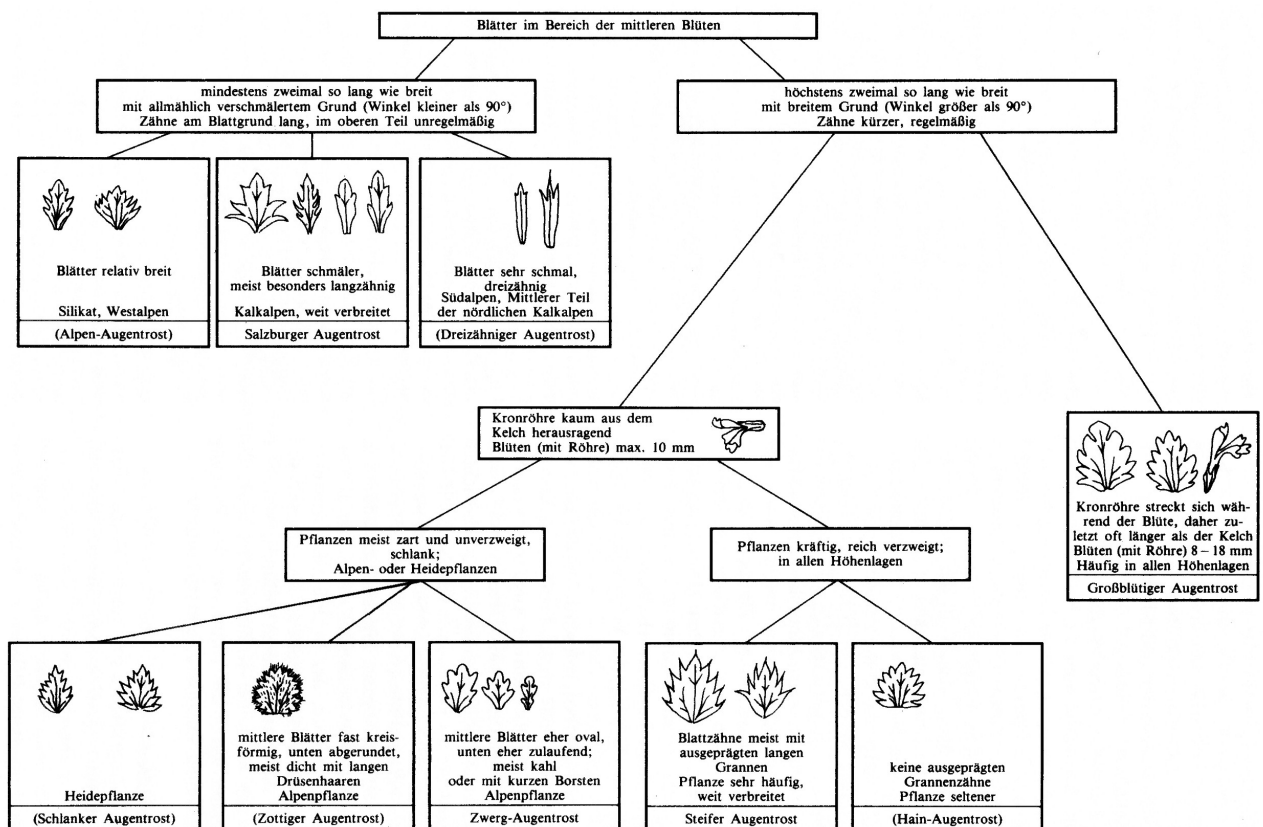 Blätter im Bereich der mittleren Blüten
mindestens zweimal so lang wie breit
mit allmählich verschmälertem Grund (Winkel kleiner als 90°)
Zähne am Blattgrund lang, im oberen Teil unregelmäßig
höchstens zweimal so lang wie breit
mit breitem Grund (Winkel größer als 90°)
Zähne kürzer, regelmäßig
Blätter relativ breit
Silikat, Westalpen
(Alpen-Augentrost)
Blätter schmäler,
meist besonders langzähnig
Kalkalpen, weit verbreitet
Salzburger Augentrost
Blätter sehr schmal,
dreizähnig
Südalpen, Mittlerer Teil
der nördlichen Kalkalpen
(Dreizähniger Augentrost)
Kronröhre kaum aus dem
Kelch herausragend
Blüten (mit Röhre) max. 10 mm
Kronröhre streckt sich wäh-
rend der Blüte, daher zu-
letzt oft länger als der Kelch
Blüten (mit Röhre) 8 – 18 mm
Häufig in allen Höhenlagen
Großblütiger Augentrost
Pflanzen meist zart und unverzweigt,
schlank;
Alpen- oder Heidepflanzen
Pflanzen kräftig, reich verzweigt;
in allen Höhenlagen
Heidepflanze
(Schlanker Augentrost)
mittlere Blätter fast kreis-
förmig, unten abgerundet,
meist dicht mit langen
Drüsenhaaren
Alpenpflanze
(Zottiger Augentrost)
mittlere Blätter eher oval,
unten eher zulaufend;
meist kahl
oder mit kurzen Borsten
Alpenpflanze
Zwerg-Augentrost
Blattzähne meist mit
ausgeprägten langen
Grannen
Pflanze sehr häufig,
weit verbreitet
Steifer Augentrost
keine ausgeprägten
Grannenzähne
Pflanze seltener
(Hain-Augentrost)